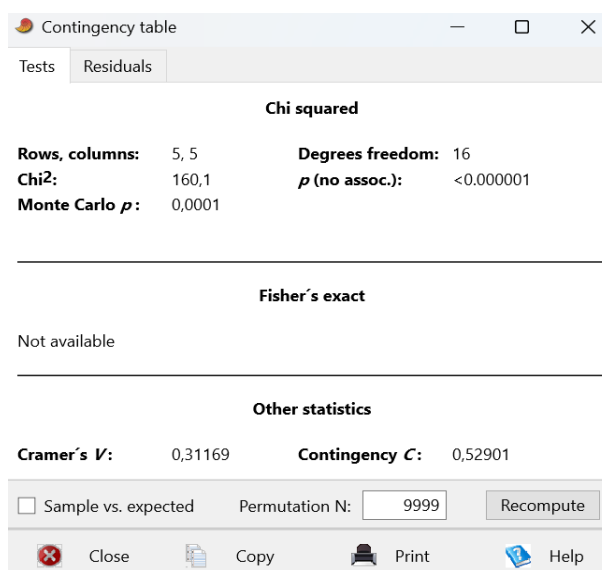 Contingency table
Tests Residuals
Chi squared
Rows, columns: 5, 5 Degrees freedom: 16
Chi2: 160,1 p (no assoc.): <0.000001
Monte Carlo p : 0,0001
Fisher´s exact
Not available
Other statistics
Cramer´s V : 0,31169 Contingency C : 0,52901
Sample vs. expected Permutation N: 9999 Recompute
Close Copy Print Help